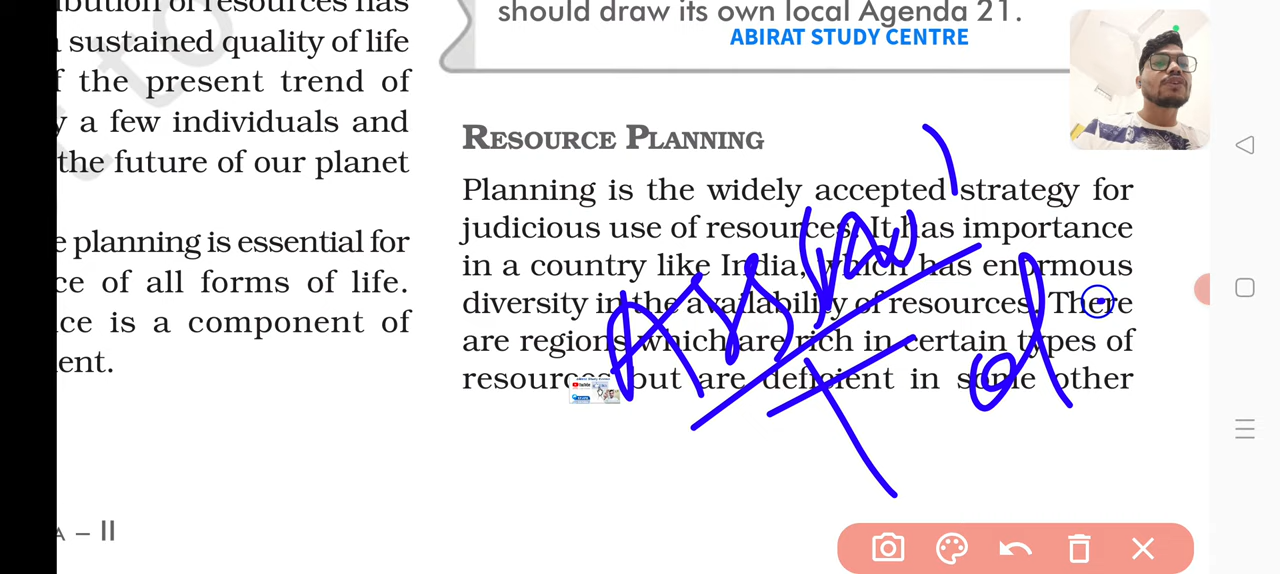 bution of resources has
sustained quality of life
f the present trend of
y a few individuals and
the future of our planet
e planning is essential for
ce of all forms of life.
ce is a component of
ent.
A – II
should draw its own local Agenda 21.
ABIRAT STUDY CENTRE
RESOURCE PLANNING
Planning is the widely accepted strategy for
judicious use of resources. It has importance
in a country like India, which has enormous
diversity in the availability of resources. There
are regions which are rich in certain types of
resources but are deficient in some other